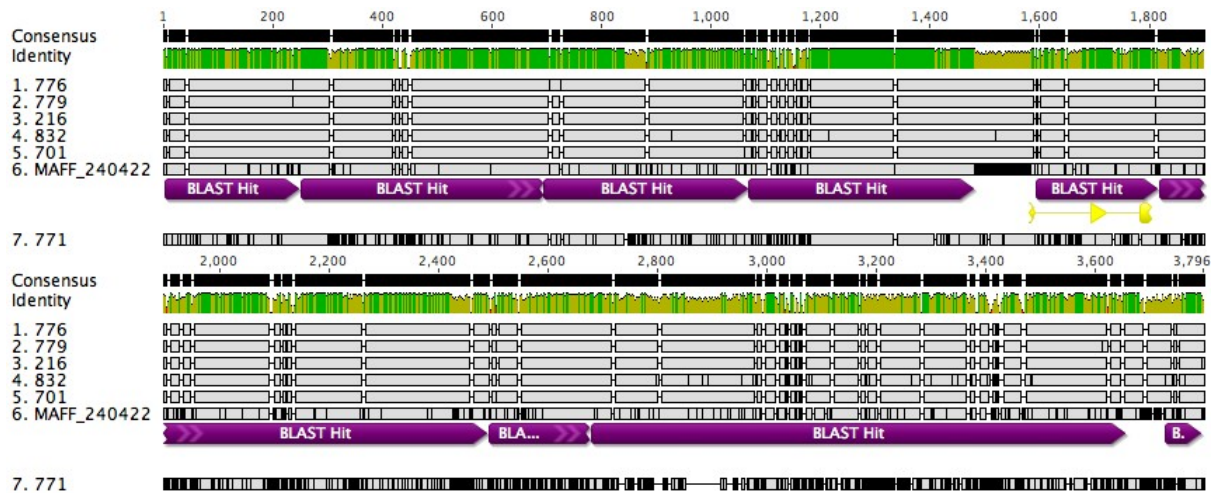 1 200 400 600 800 1,000 1,200 1,400 1,600 1,800
Consensus
Identity
1. 776
2. 779
3. 216
4. 832
5. 701
6. MAFF_240422
BLAST Hit BLAST Hit BLAST Hit BLAST Hit BLAST Hit
7. 771
2,000 2,200 2,400 2,600 2,800 3,000 3,200 3,400 3,600 3,796
Consensus
Identity
1. 776
2. 779
3. 216
4. 832
5. 701
6. MAFF_240422
BLAST Hit BLA... BLAST Hit B.
7. 771